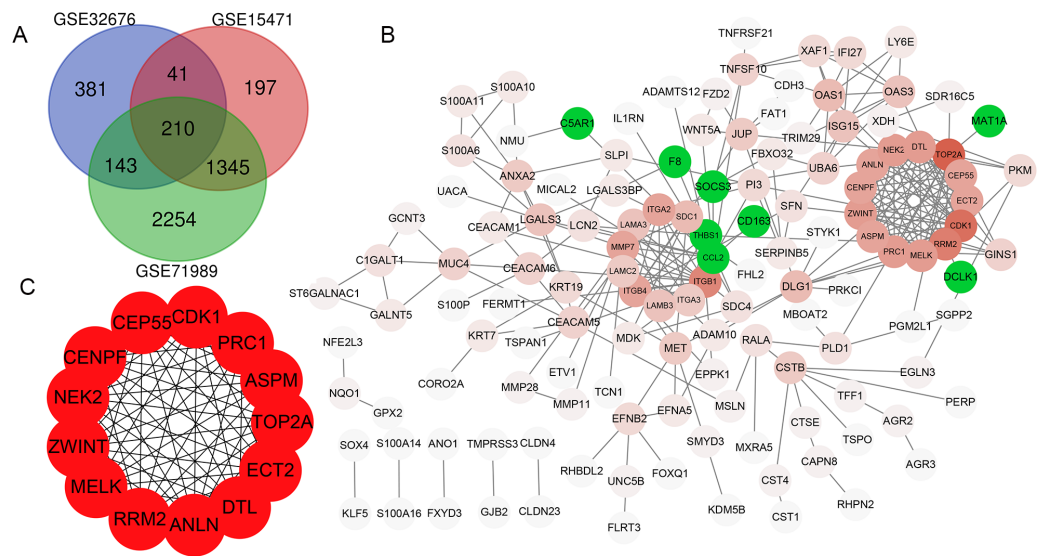 A
GSE32676
GSE15471
381
41
197
210
143
1345
2254
GSE71989
B
TNFRSF21
LY6E
XAF1
IFI27
TNFSF10
S100A10
S100A11
ADAMTS12
FZD2
CDH3
OAS1
OAS3
SDR16C5
MAT1A
C5AR1
IL1RN
FAT1
WNT5A
JUP
ISG15
XDH
NMU
TRIM29
S100A6
SLPI
FBXO32
NEK2
DTL
TOP2A
F8
UBA6
ANLN
CEP55
PKM
ANXA2
UACA
MICAL2
LGALS3BP
SOCS3
PI3
CENPF
ECT2
GCNT3
LGALS3
ITGA2
SDC1
SFN
ZWINT
CDK1
CEACAM1
LCN2
LAMA3
CD163
STYK1
ASPM
RRM2
THBS1
MMP7
PRC1
MELK
GINS1
C1GALT1
MUC4
CEACAM6
LAMC2
CCL2
SERPINB5
FHL2
DCLK1
ST6GALNAC1
S100P
FERMT1
KRT19
ITGB4
ITGB1
DLG1
PRKCI
GALNT5
LAMB3
ITGA3
SDC4
MBOAT2
SGPP2
CEACAM5
PGM2L1
NFE2L3
KRT7
TSPAN1
MDK
ADAM10
RALA
PLD1
MET
ETV1
EPPK1
CSTB
EGLN3
NQO1
CORO2A
MMP28
TCN1
MSLN
GPX2
MMP11
EFNB2
EFNA5
TFF1
PERP
CTSE
AGR2
SOX4
S100A14
ANO1
TMPRSS3
CLDN4
SMYD3
MXRA5
TSPO
RHBDL2
FOXQ1
CAPN8
AGR3
UNC5B
CST4
RHPN2
KLF5
S100A16
FXYD3
GJB2
CLDN23
KDM5B
CST1
FLRT3
C
CEP55
CDK1
CENPF
PRC1
NEK2
ASPM
ZWINT
TOP2A
MELK
ECT2
RRM2
ANLN
DTL